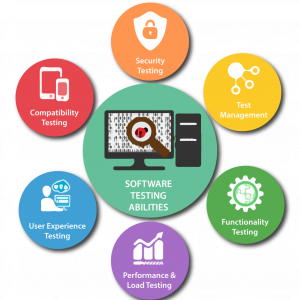 Security
Testing
Compatibility
Testing
Test
Management
SOFTWARE
TESTING
ABILITIES
User Experience
Testing
Functionality
Testing
Performance &
Load Testing